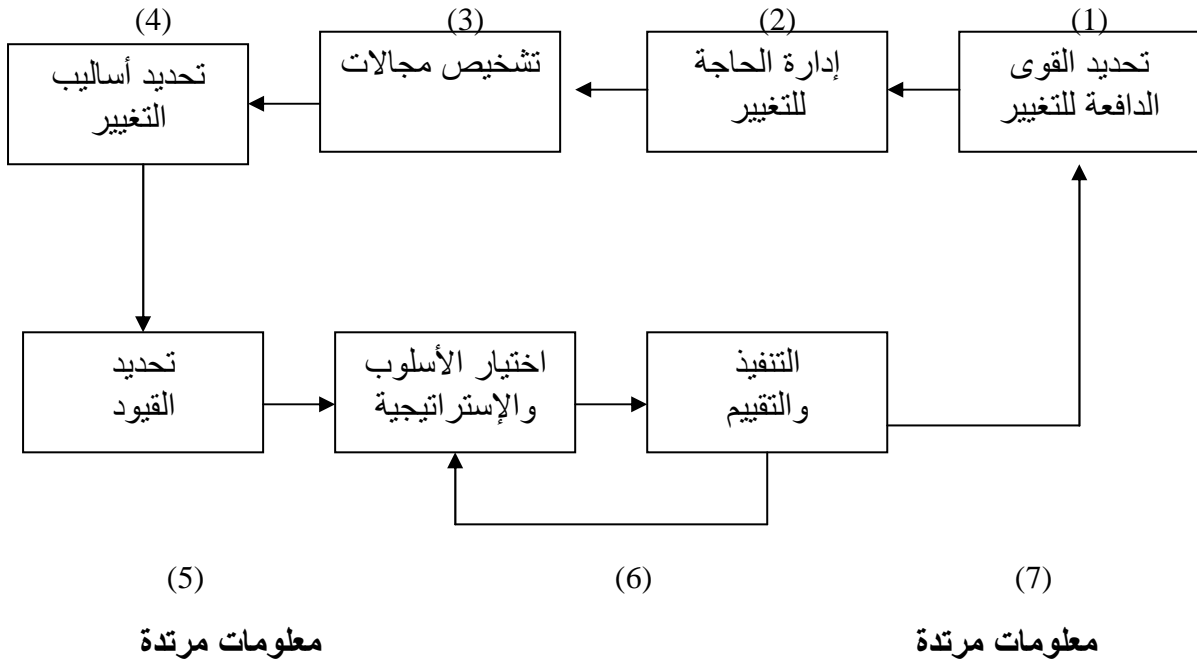 (1)
تحديد القوى
الدافعة للتغيير
(2)
إدارة الحاجة
للتغيير
(3)
تشخيص مجالات
(4)
تحديد أساليب
التغيير
تحديد
القيود
اختيار الأسلوب
والإستراتيجية
التنفيذ
والتقييم
(5)
(6)
(7)
معلومات مرتدة
معلومات مرتدة